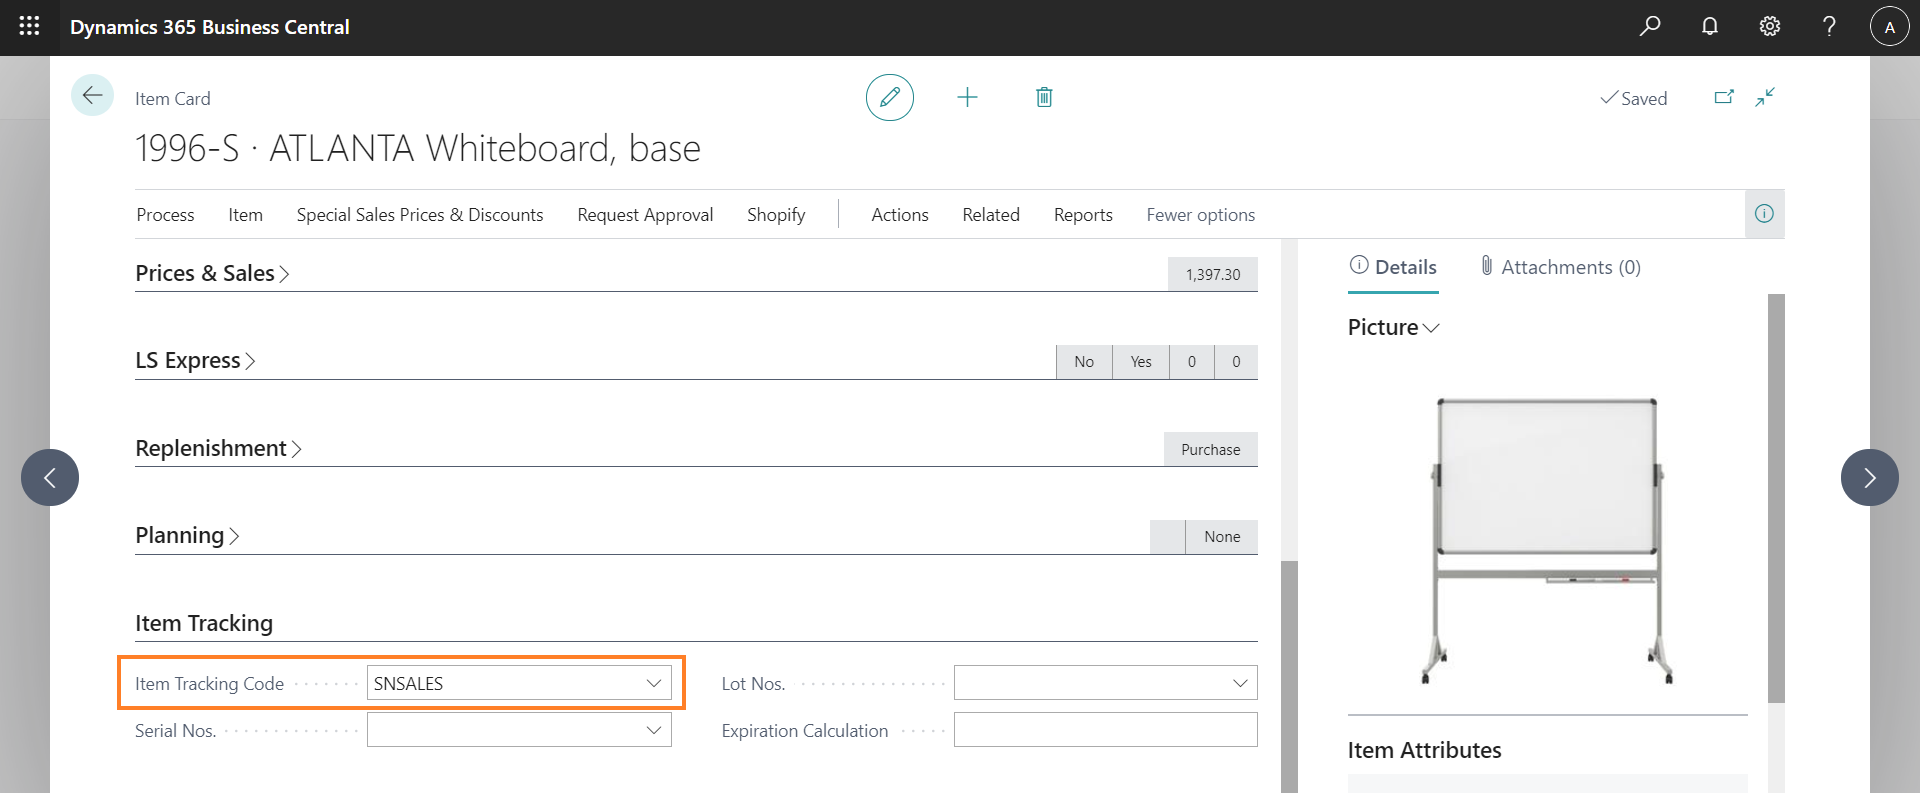 Dynamics 365 Business Central
A
Item Card
Saved
1996-S · ATLANTA Whiteboard, base
Process Item Special Sales Prices & Discounts Request Approval Shopify Actions Related Reports Fewer options
Prices & Sales
1,397.30
LS Express
No Yes 0 0
Replenishment
Purchase
Planning
None
Item Tracking
Item Tracking Code SNSALES
Lot Nos.
Serial Nos.
Expiration Calculation
Details Attachments (0)
Picture
Item Attributes